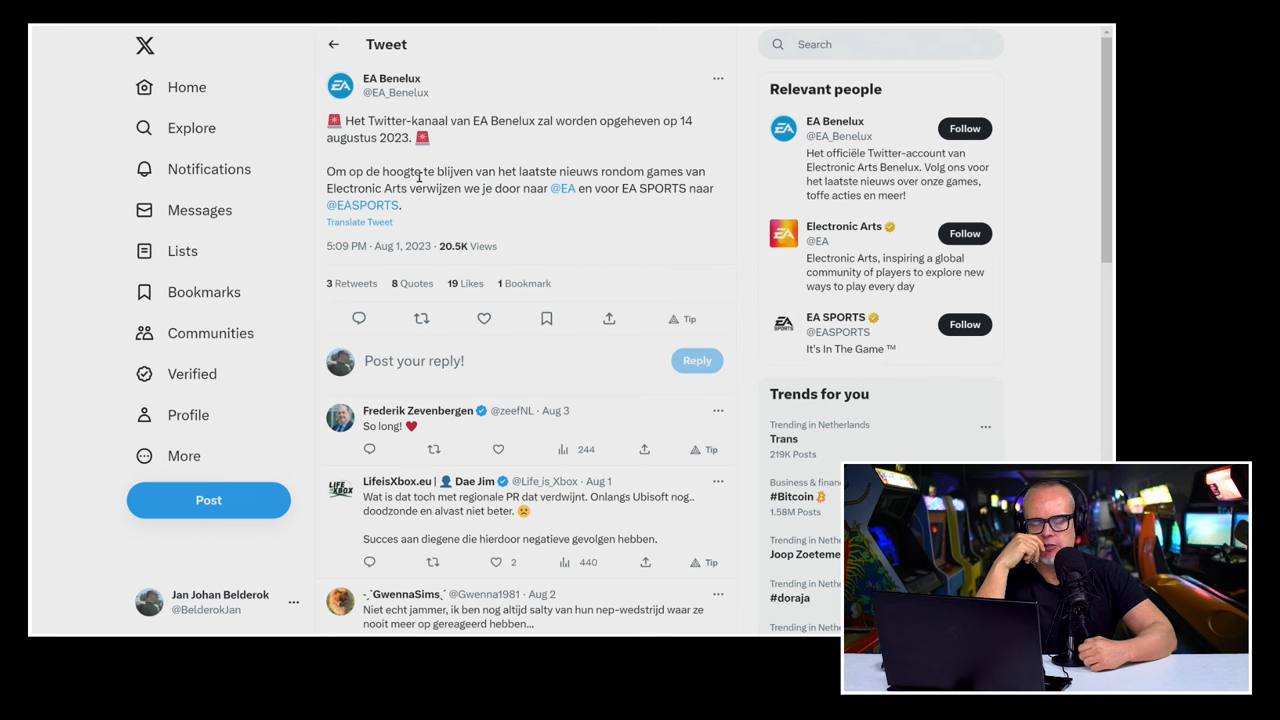 X
Home
Explore
Notifications
Messages
Lists
Bookmarks
Communities
Verified
Profile
More
Post
Jan Johan Belderok
@BelderokJan
Tweet
EA Benelux
@EA_Benelux
🚨 Het Twitter-kanaal van EA Benelux zal worden opgeheven op 14
augustus 2023. 🚨
Om op de hoogte te blijven van het laatste nieuws rondom games van
Electronic Arts verwijzen we je door naar @EA en voor EA SPORTS naar
@EASPORTS.
Translate Tweet
5:09 PM · Aug 1, 2023 · 20.5K Views
3 Retweets 8 Quotes 19 Likes 1 Bookmark
Tip
Post your reply!
Reply
Frederik Zevenbergen @zeefNL · Aug 3
So long! ♥
244 Tip
LifeisXbox.eu | 👤 Dae Jim @Life_is_Xbox · Aug 1
Wat is dat toch met regionale PR dat verdwijnt. Onlangs Ubisoft nog..
doodzonde en alvast niet beter. 🙁
Succes aan diegene die hierdoor negatieve gevolgen hebben.
2 440 Tip
-ˏˋGwennaSimsˊˎ @Gwenna1981 · Aug 2
Niet echt jammer, ik ben nog altijd salty van hun nep-wedstrijd waar ze
nooit meer op gereageerd hebben...
Search
Relevant people
EA Benelux
@EA_Benelux
Follow
Het officiële Twitter-account van
Electronic Arts Benelux. Volg ons voor
het laatste nieuws over onze games,
toffe acties en meer!
Electronic Arts
@EA
Follow
Electronic Arts, inspiring a global
community of players to explore new
ways to play every day
EA SPORTS
@EASPORTS
Follow
It's In The Game ™
Trends for you
Trending in Netherlands
Trans
219K Posts
Business & finan
#Bitcoin
1.58M Posts
Trending in Nethe
Joop Zoeteme
Trending in Nethe
#doraja
Trending in Nethe